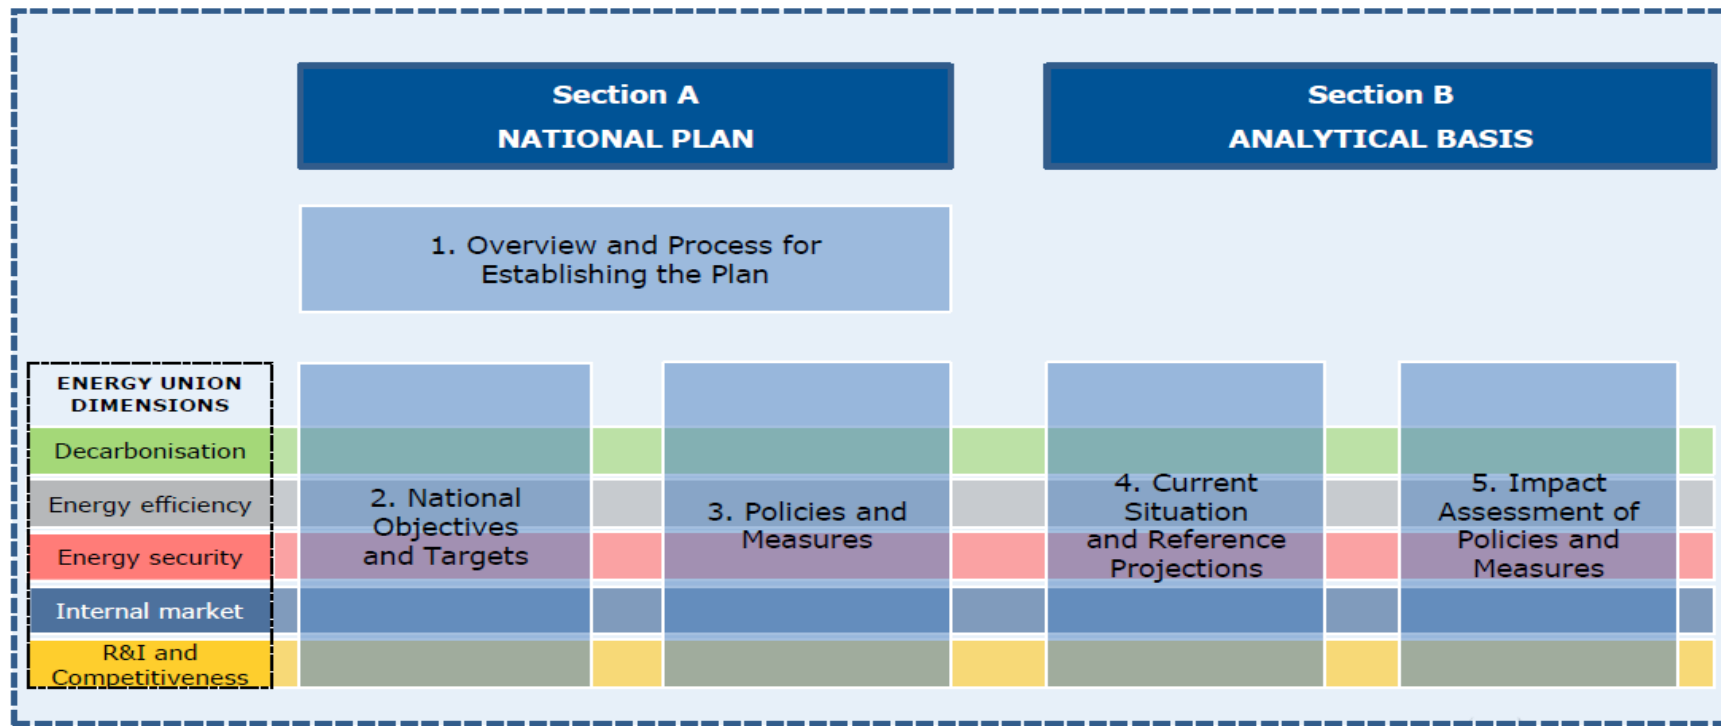 Section A
NATIONAL PLAN
Section B
ANALYTICAL BASIS
1. Overview and Process for
Establishing the Plan
ENERGY UNION
DIMENSIONS
Decarbonisation
Energy efficiency
Energy security
Internal market
R&I and
Competitiveness
2. National
Objectives
and Targets
3. Policies and
Measures
4. Current
Situation
and Reference
Projections
5. Impact
Assessment of
Policies and
Measures